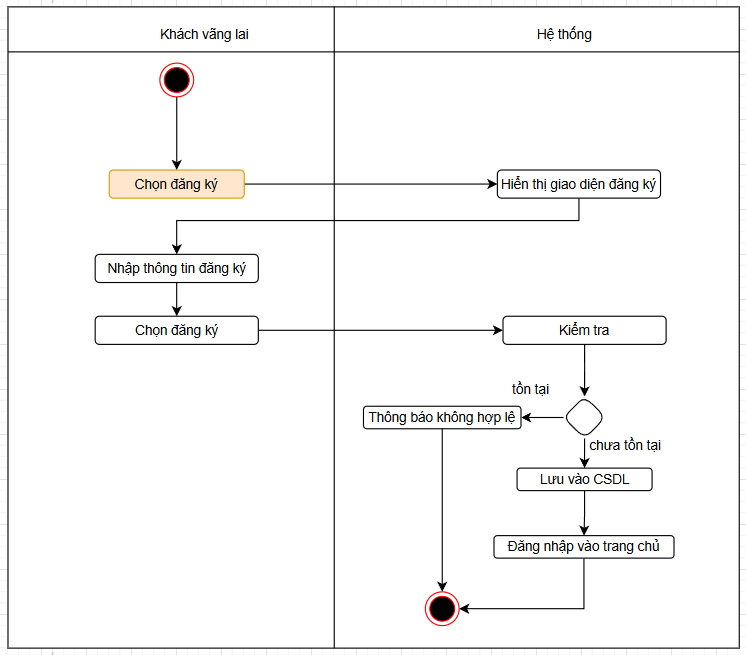 Khách vãng lai
Hệ thống
Chọn đăng ký
Hiển thị giao diện đăng ký
Nhập thông tin đăng ký
Chọn đăng ký
Kiểm tra
tồn tại
Thông báo không hợp lệ
chưa tồn tại
Lưu vào CSDL
Đăng nhập vào trang chủ